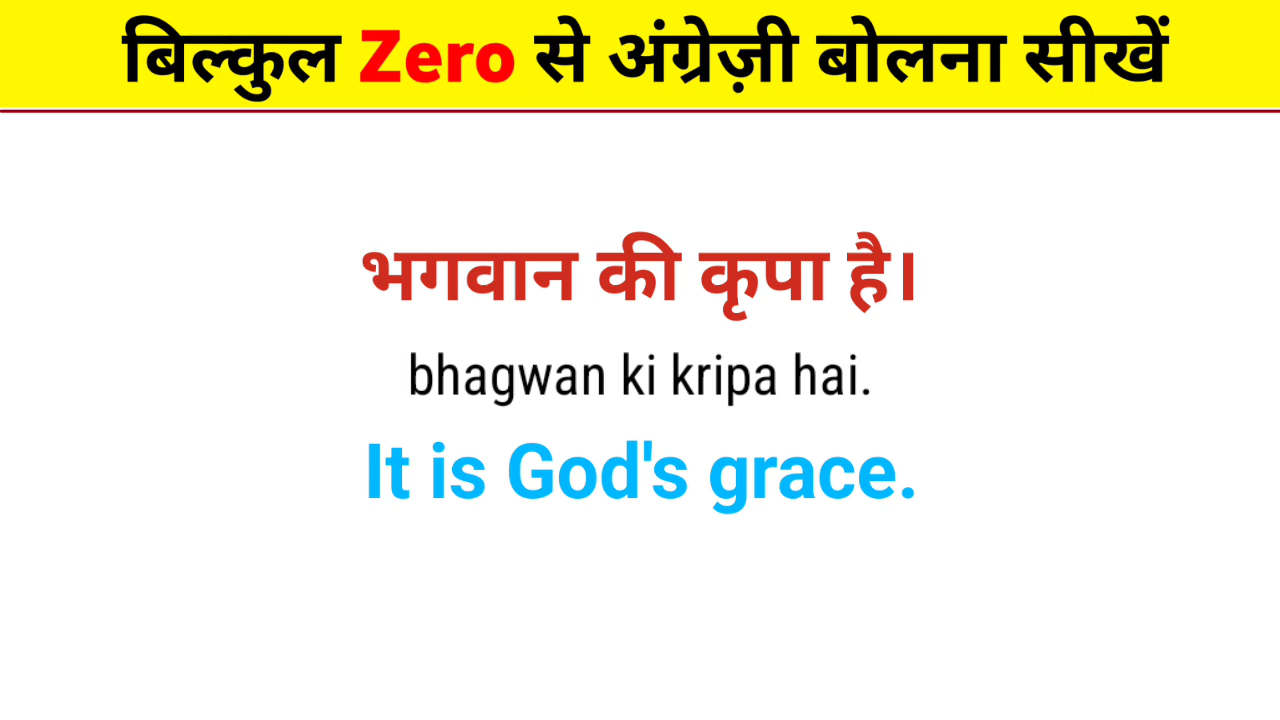 बिल्कुल Zero से अंग्रेज़ी बोलना सीखें
भगवान की कृपा है।
bhagwan ki kripa hai.
It is God's grace.